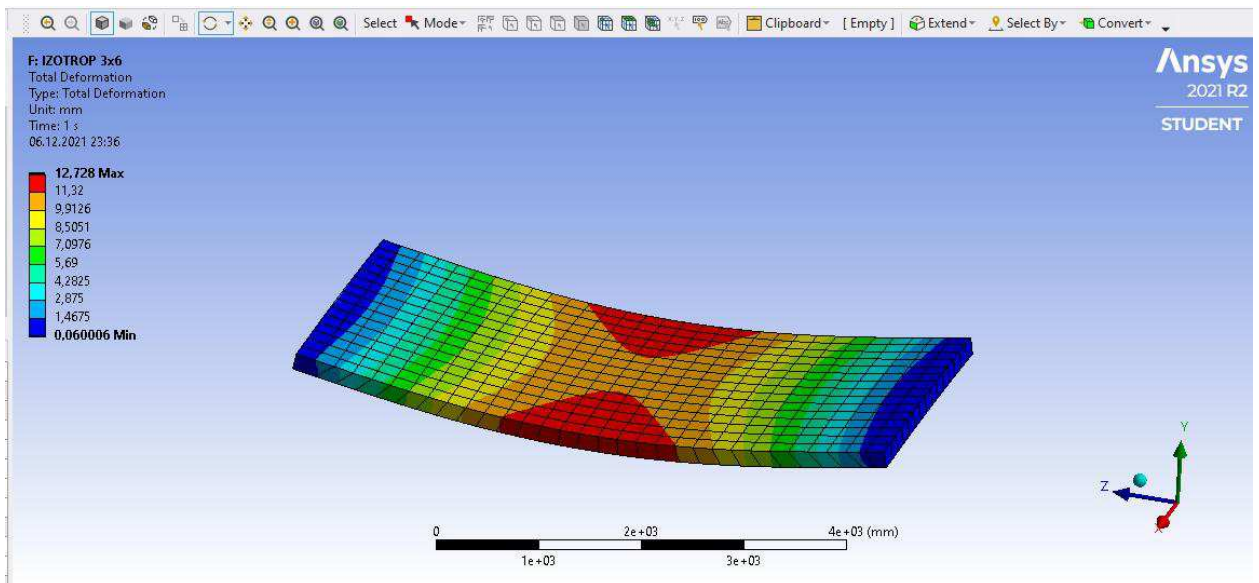 Select Mode Clipboard [ Empty ] Extend Select By Convert
F: IZOTROP 3x6
Total Deformation
Type: Total Deformation
Unit: mm
Time: 1 s
06.12.2021 23:36
Ansys
2021 R2
STUDENT
12,728 Max
11,32
9,9126
8,5051
7,0976
5,69
4,2825
2,875
1,4675
0,060006 Min
Y
Z
X
0 2e+03 4e+03 (mm)
1e+03 3e+03